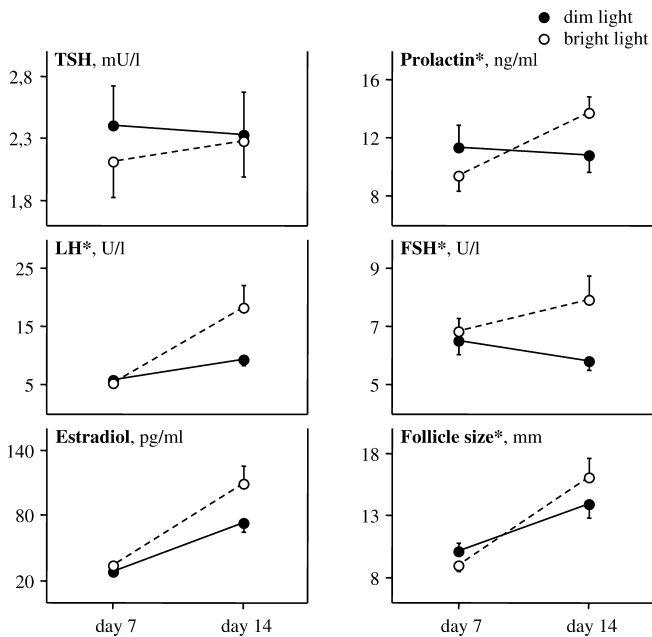 dim light
bright light
TSH, mU/l
2,8
2,3
1,8
Prolactin*, ng/ml
16
12
8
LH*, U/l
25
15
5
FSH*, U/l
9
7
5
Estradiol, pg/ml
140
80
20
day 7
day 14
Follicle size*, mm
18
13
8
day 7
day 14